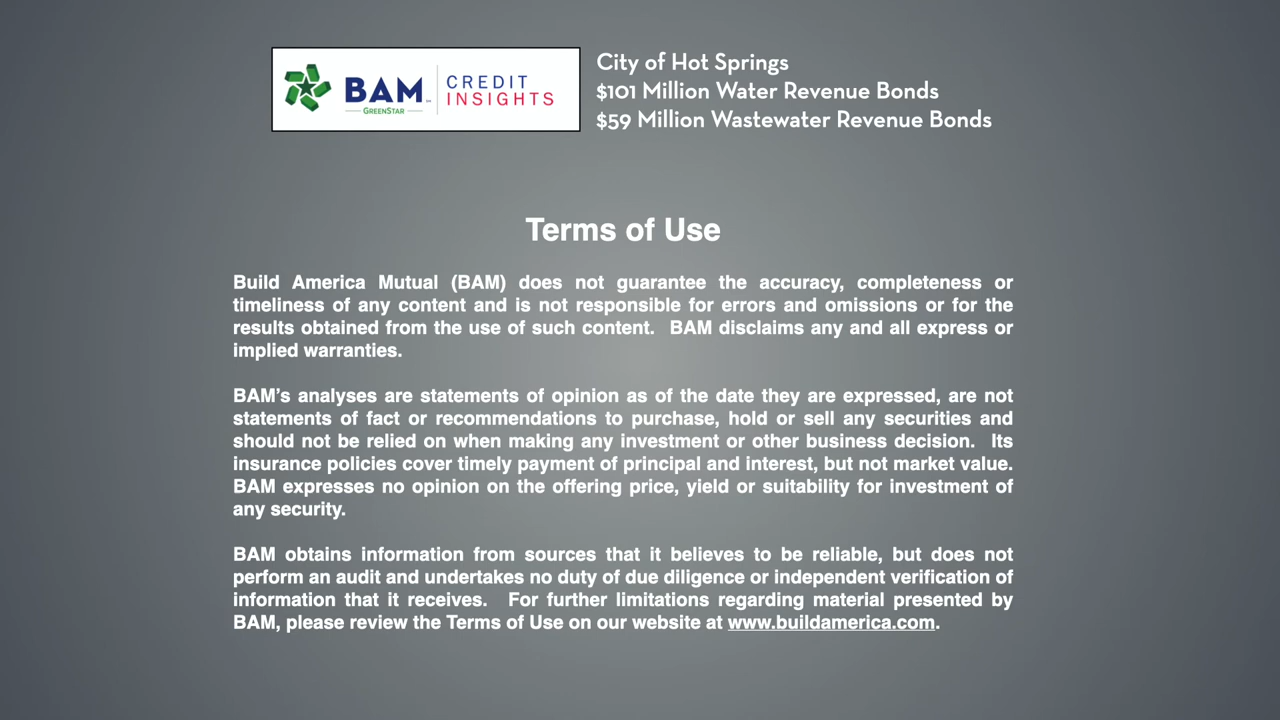 BAM
GREENSTAR
CREDIT
INSIGHTS
City of Hot Springs
$101 Million Water Revenue Bonds
$59 Million Wastewater Revenue Bonds
Terms of Use
Build America Mutual (BAM) does not guarantee the accuracy, completeness or
timeliness of any content and is not responsible for errors and omissions or for the
results obtained from the use of such content.  BAM disclaims any and all express or
implied warranties.
BAM’s analyses are statements of opinion as of the date they are expressed, are not
statements of fact or recommendations to purchase, hold or sell any securities and
should not be relied on when making any investment or other business decision.  Its
insurance policies cover timely payment of principal and interest, but not market value.
BAM expresses no opinion on the offering price, yield or suitability for investment of
any security.
BAM obtains information from sources that it believes to be reliable, but does not
perform an audit and undertakes no duty of due diligence or independent verification of
information that it receives.  For further limitations regarding material presented by
BAM, please review the Terms of Use on our website at www.buildamerica.com.